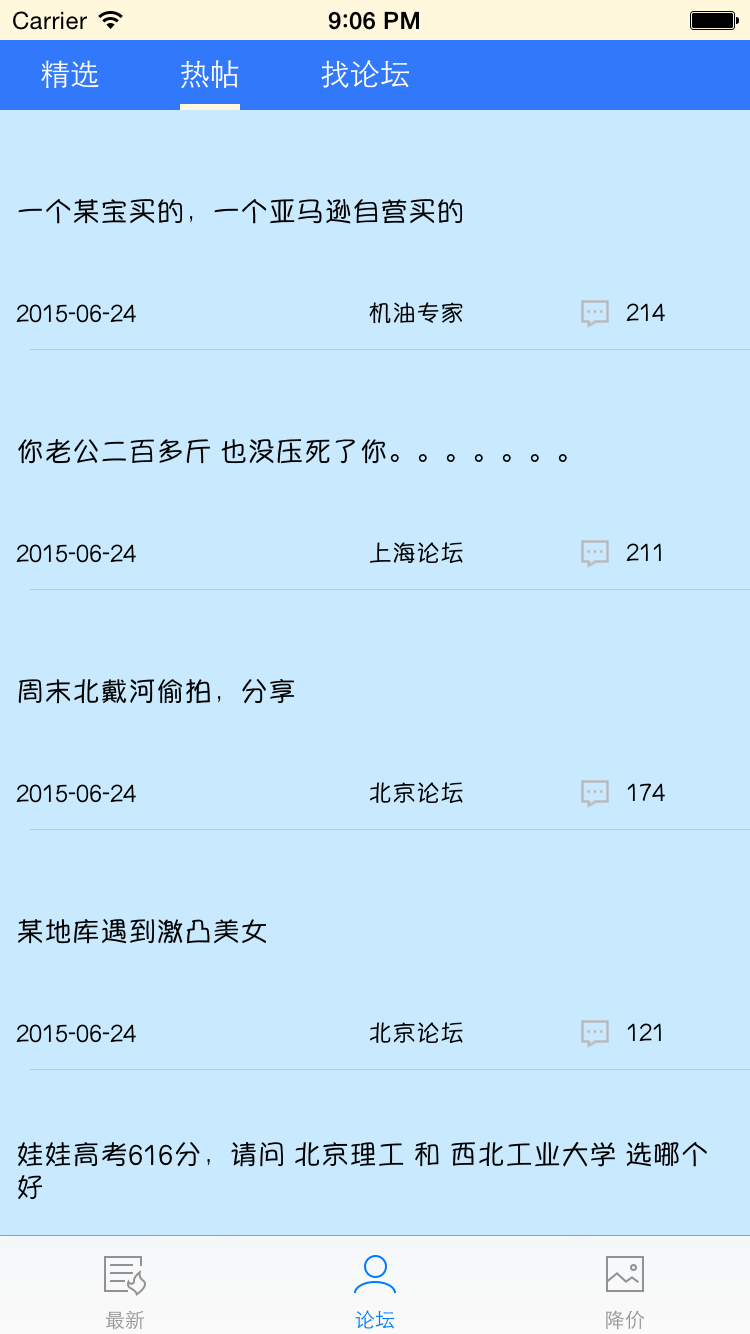 Carrier 9:06 PM
精选 热帖 找论坛
一个某宝买的，一个亚马逊自营买的
2015-06-24 机油专家 214
你老公二百多斤 也没压死了你。。。。。。。
2015-06-24 上海论坛 211
周末北戴河偷拍，分享
2015-06-24 北京论坛 174
某地库遇到激凸美女
2015-06-24 北京论坛 121
娃娃高考616分，请问 北京理工 和 西北工业大学 选哪个
好
最新 论坛 降价